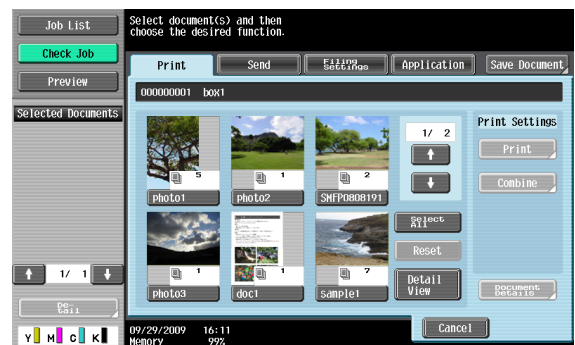 Job List
Check Job
Preview
Selected Documents
1/ 1
De-
tail
Y M C K
Select document(s) and then
choose the desired function.
Print
Send
Filing
Settings
Application
Save Document
000000001 box1
5
photo1
1
photo2
2
SMFP0808191
1
photo3
1
doc1
7
sample1
1/ 2
Select
All
Reset
Detail
View
Print Settings
Print
Combine
Document
Details
09/29/2009 16:11
Memory 99%
Cancel